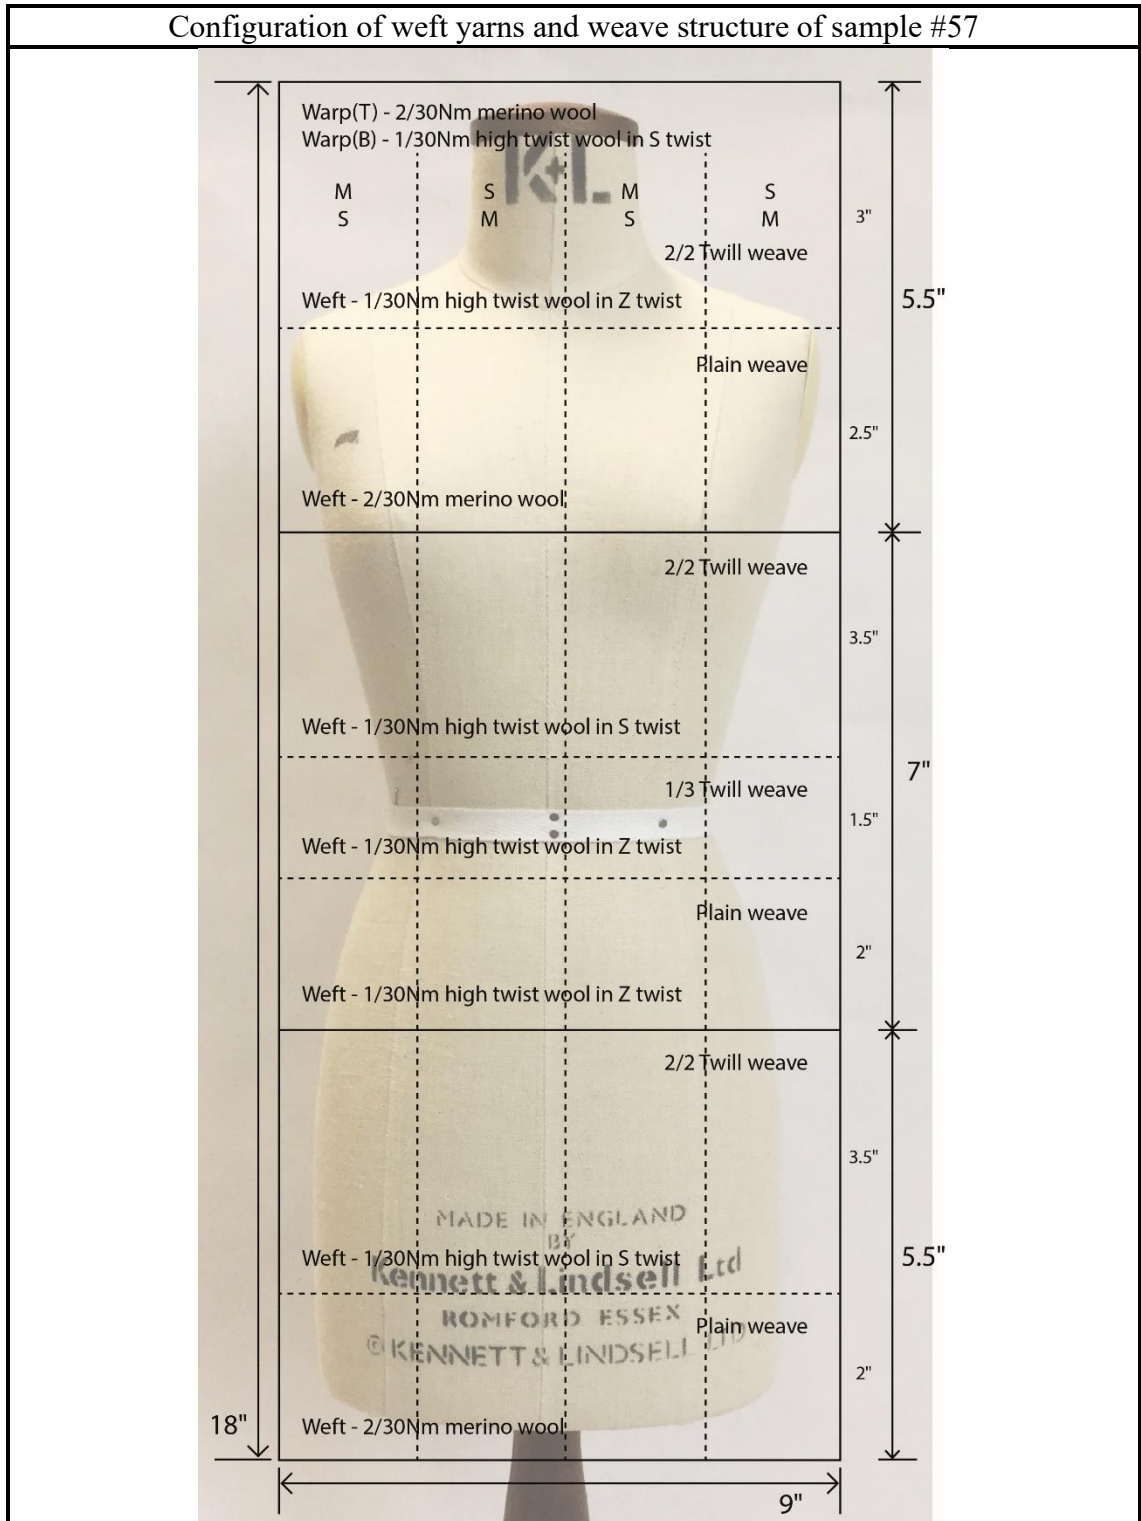 Configuration of weft yarns and weave structure of sample #57
Warp(T) - 2/30Nm merino wool
Warp(B) - 1/30Nm high twist wool in S twist
K+L
M S M S
S M S M
3"
2/2 Twill weave
Weft - 1/30Nm high twist wool in Z twist
5.5"
Plain weave
2.5"
Weft - 2/30Nm merino wool
2/2 Twill weave
3.5"
Weft - 1/30Nm high twist wool in S twist
7"
1/3 Twill weave
1.5"
Weft - 1/30Nm high twist wool in Z twist
Plain weave
2"
Weft - 1/30Nm high twist wool in Z twist
2/2 Twill weave
3.5"
MADE IN ENGLAND
BY
Weft - 1/30Nm high twist wool in S twist
5.5"
Kennett & Lindsell Ltd
ROMFORD ESSEX
Plain weave
© KENNETT & LINDSELL LTD
2"
18"
Weft - 2/30Nm merino wool
9"